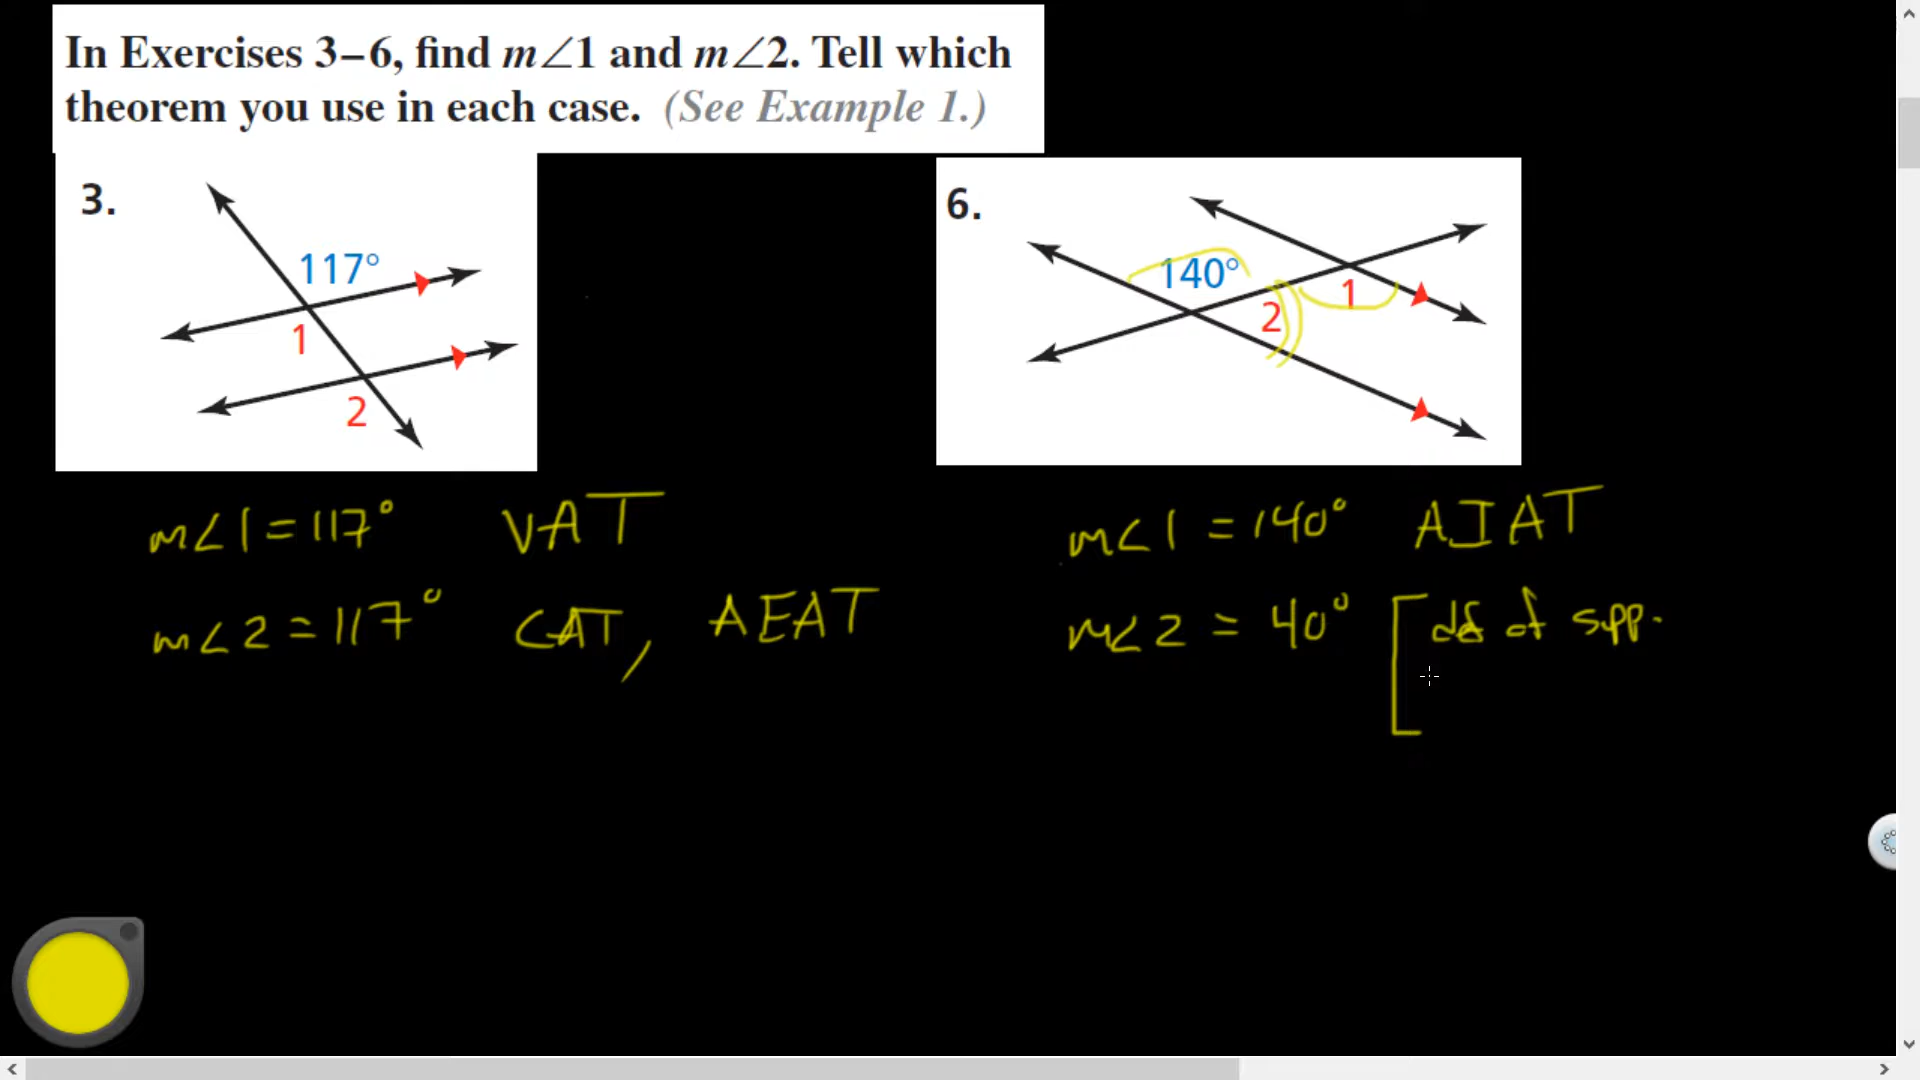 In Exercises 3–6, find m∠1 and m∠2. Tell which
theorem you use in each case. (See Example 1.)
3.
117°
1
2
6.
140°
1
2
m∠1 = 117° VAT
m∠2 = 117° CAT, AEAT
m∠1 = 140° AIAT
m∠2 = 40° [ of supp.